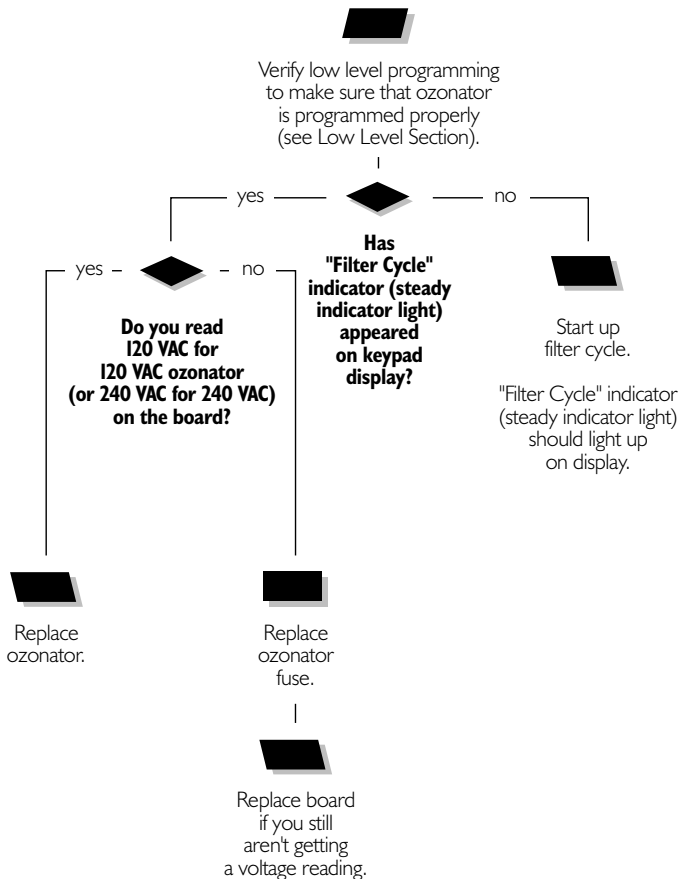 Verify low level programming
to make sure that ozonator
is programmed properly
(see Low Level Section).
yes
no
Has
"Filter Cycle"
indicator (steady
indicator light)
appeared
on keypad
display?
yes
no
Do you read
120 VAC for
120 VAC ozonator
(or 240 VAC for 240 VAC)
on the board?
Start up
filter cycle.
"Filter Cycle" indicator
(steady indicator light)
should light up
on display.
Replace
ozonator.
Replace
ozonator
fuse.
Replace board
if you still
aren't getting
a voltage reading.